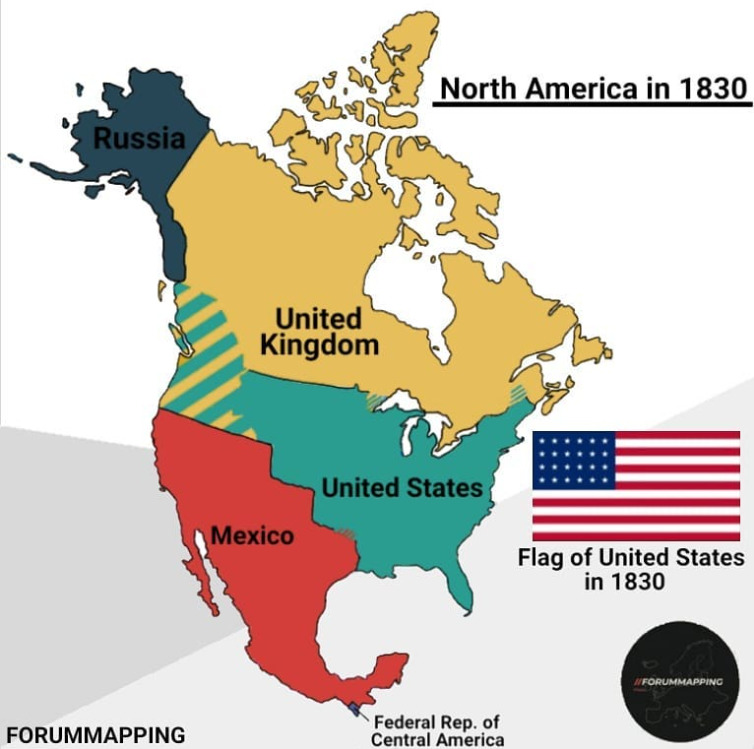 North America in 1830
Russia
United
Kingdom
United States
Mexico
Flag of United States
in 1830
//FORUMMAPPING
Federal Rep. of
Central America
FORUMMAPPING